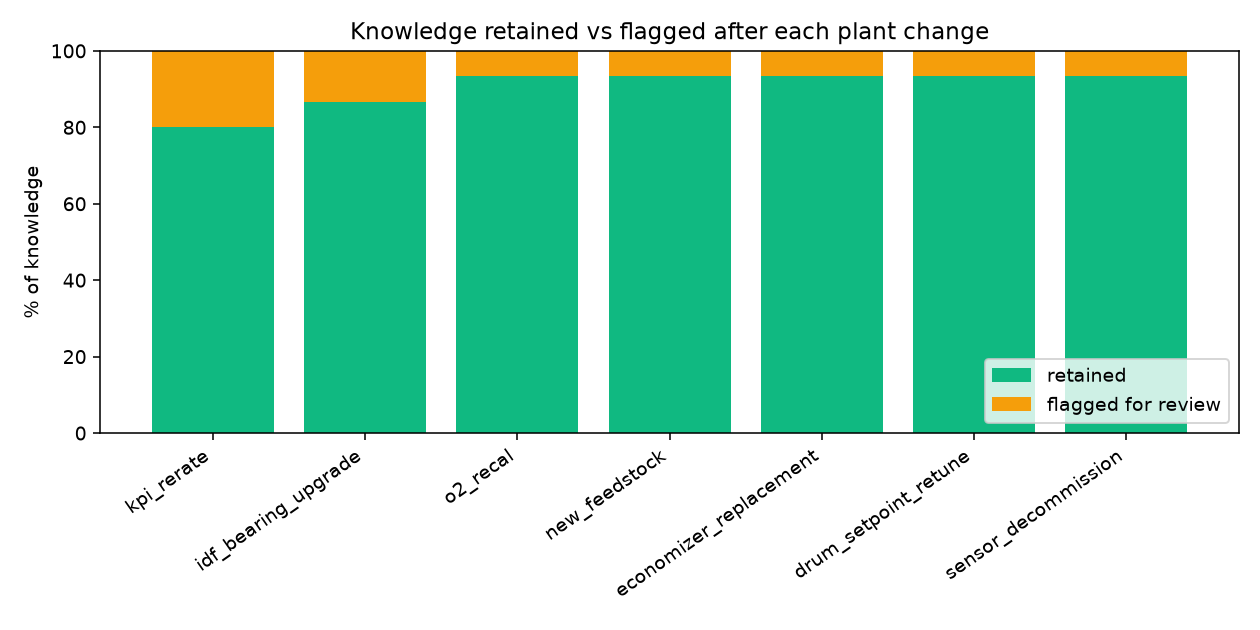 Knowledge retained vs flagged after each plant change
% of knowledge
100
80
60
40
20
0
retained
flagged for review
kpi_rerate
idf_bearing_upgrade
o2_recal
new_feedstock
economizer_replacement
drum_setpoint_retune
sensor_decommission